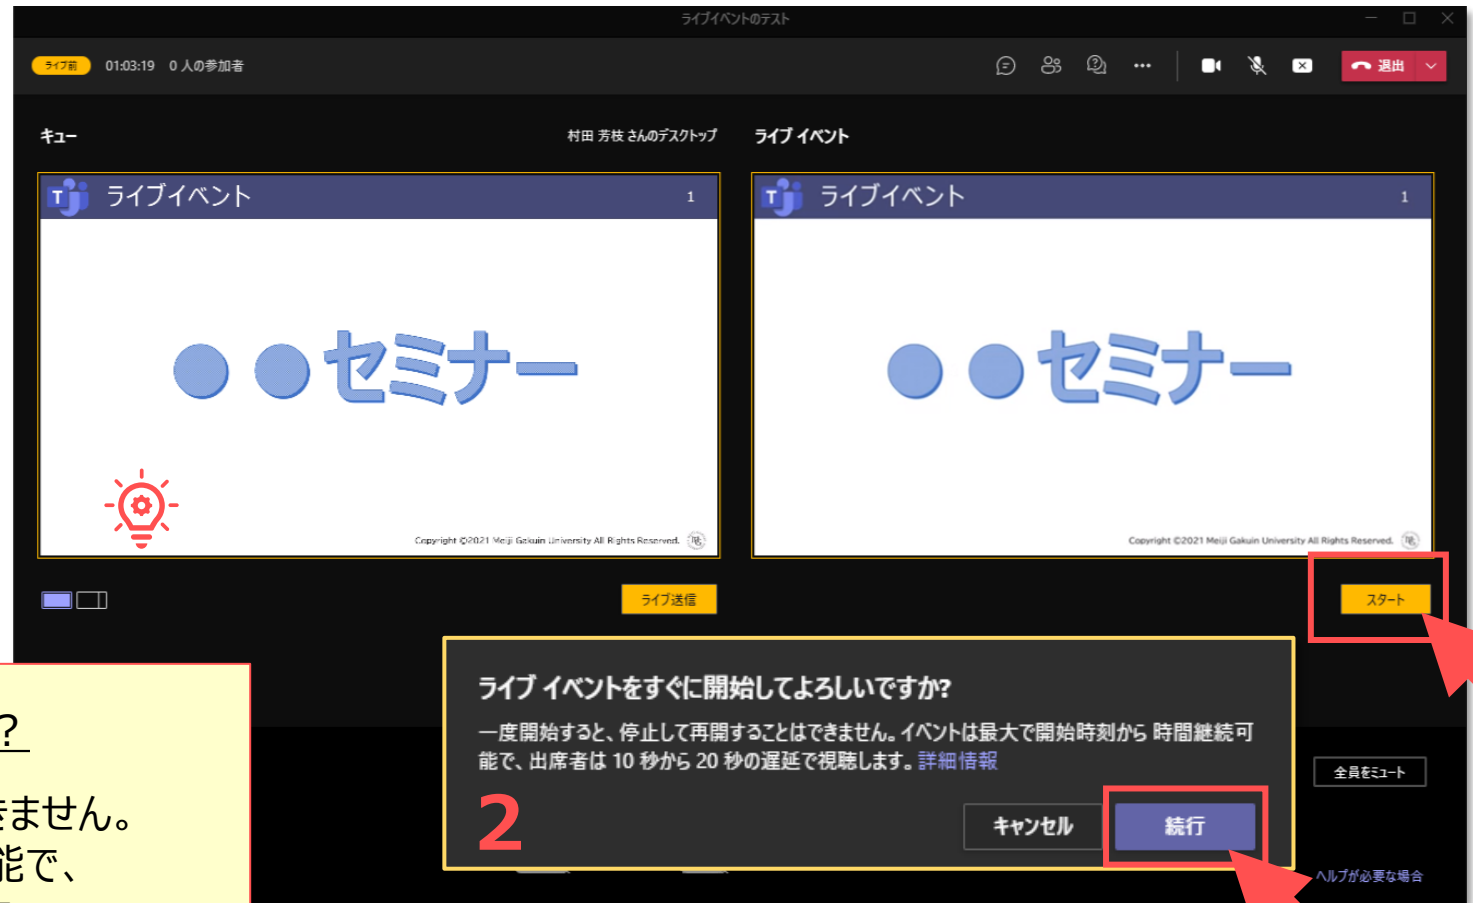 ライブイベントのテスト
ライブ前 01:03:19 0 人の参加者
退出
キュー
村田 芳枝 さんのデスクトップ
ライブ イベント
T
ライブイベント
1
●●セミナー
Copyright ©2021 Meiji Gakuin University All Rights Reserved.
T
ライブイベント
1
●●セミナー
Copyright ©2021 Meiji Gakuin University All Rights Reserved.
ライブ送信
スタート
ライブ イベントをすぐに開始してよろしいですか?
一度開始すると、停止して再開することはできません。イベントは最大で開始時刻から 時間継続可
能で、出席者は 10 秒から 20 秒の遅延で視聴します。詳細情報
2
キャンセル
続行
?
きません。
能で、
全員をミュート
ヘルプが必要な場合